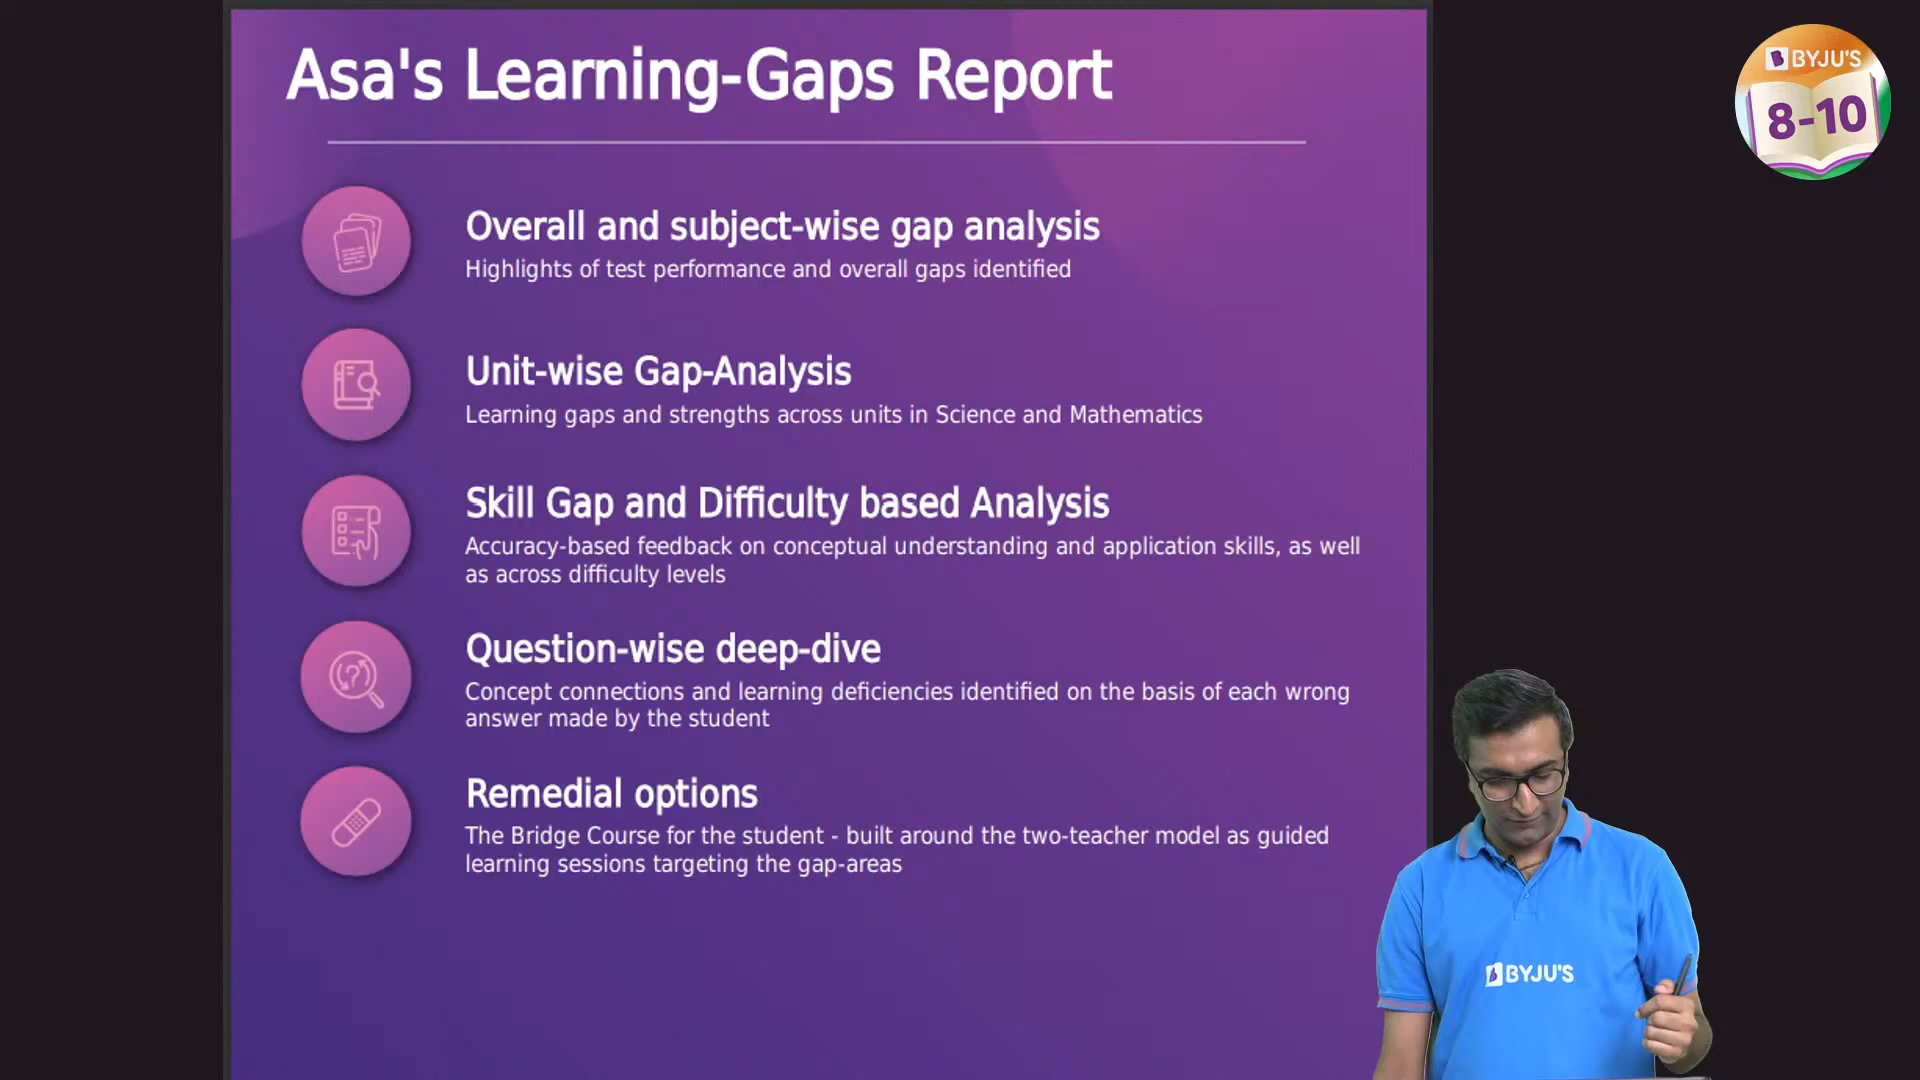 Asa's Learning-Gaps Report
BYJU'S
8-10
Overall and subject-wise gap analysis
Highlights of test performance and overall gaps identified
Unit-wise Gap-Analysis
Learning gaps and strengths across units in Science and Mathematics
Skill Gap and Difficulty based Analysis
Accuracy-based feedback on conceptual understanding and application skills, as well
as across difficulty levels
Question-wise deep-dive
Concept connections and learning deficiencies identified on the basis of each wrong
answer made by the student
Remedial options
The Bridge Course for the student - built around the two-teacher model as guided
learning sessions targeting the gap-areas
BYJU'S